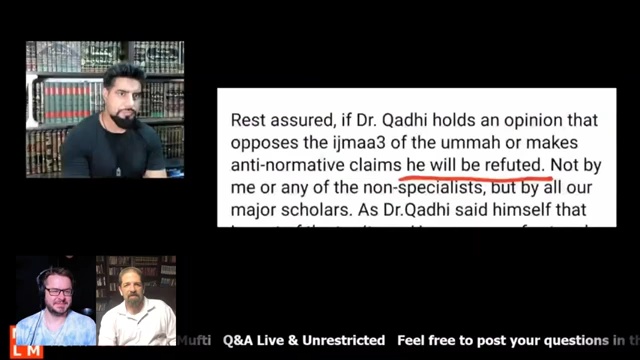 Rest assured, if Dr. Qadhi holds an opinion that
opposes the ijmaa3 of the ummah or makes
anti-normative claims he will be refuted. Not by
me or any of the non-specialists, but by all our
major scholars. As Dr.Qadhi said himself that
L M
Mufti Q&A Live & Unrestricted Feel free to post your questions in th